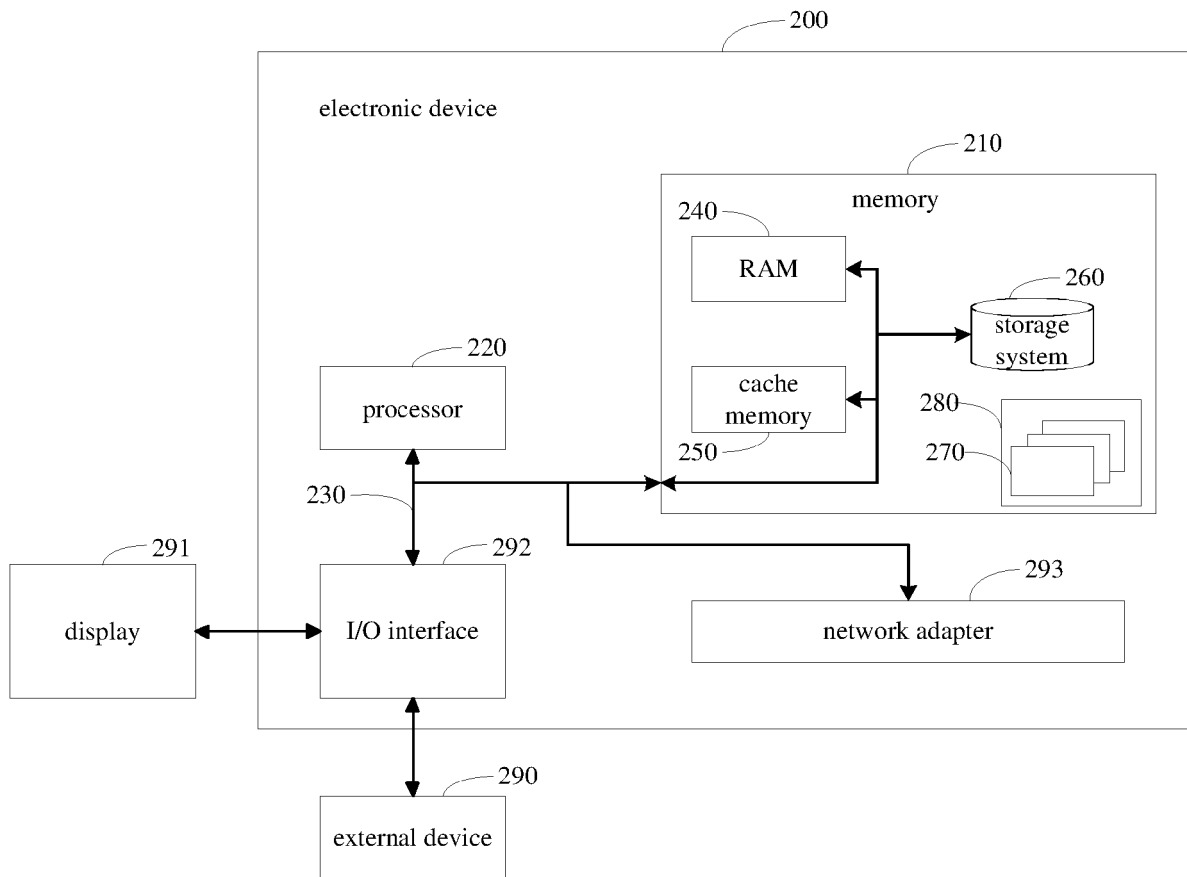 200
electronic device
210
memory
240
RAM
260
storage
system
220
processor
cache
memory
250
280
270
230
291
display
292
I/O interface
293
network adapter
290
external device